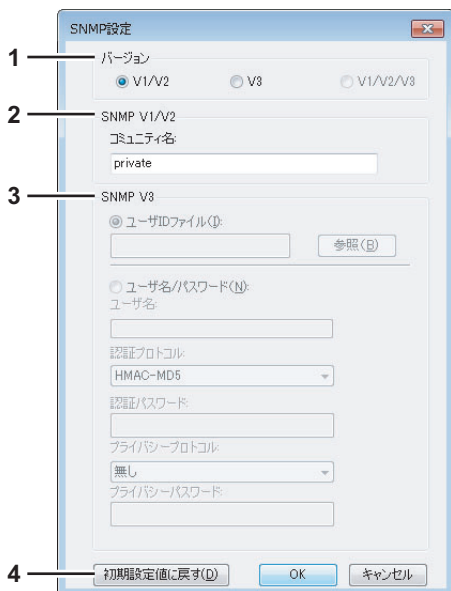 SNMP設定
1
バージョン
V1/V2 V3 V1/V2/V3
2
SNMP V1/V2
コミュニティ名:
private
3
SNMP V3
ユーザIDファイル(I):
参照(B)
ユーザ名/パスワード(N):
ユーザ名:
認証プロトコル:
HMAC-MD5
認証パスワード:
プライバシープロトコル:
無し
プライバシーパスワード:
4
初期設定値に戻す(D) OK キャンセル